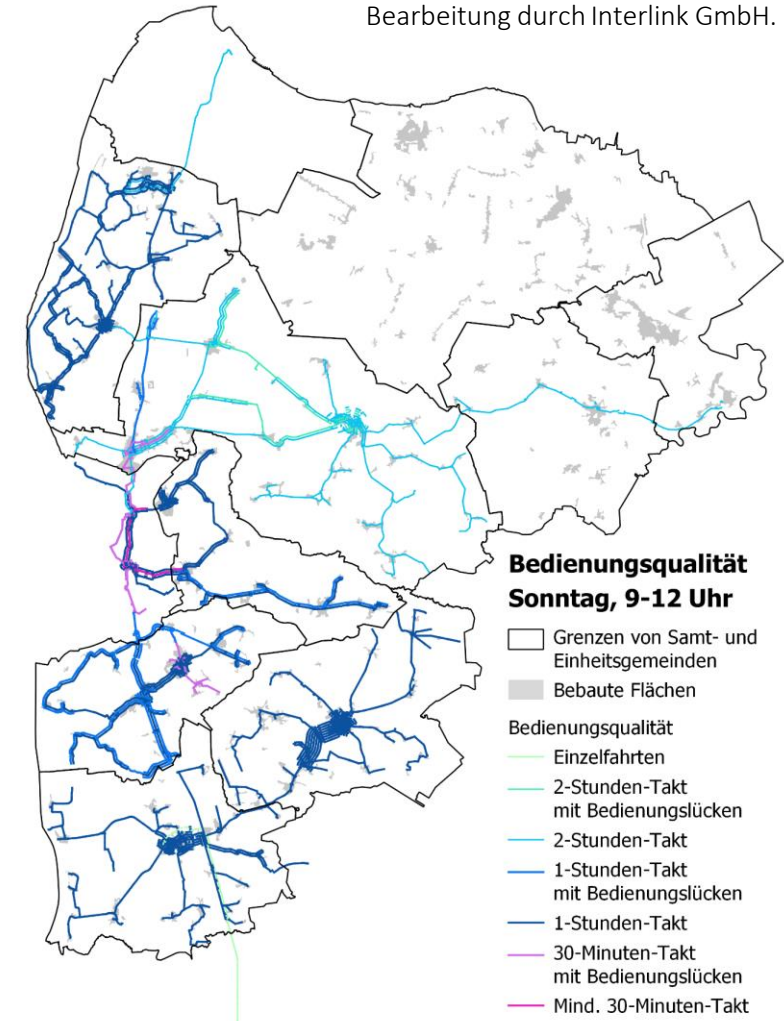 Bearbeitung durch Interlink GmbH.
Bedienungsqualität
Sonntag, 9-12 Uhr
Grenzen von Samt- und
Einheitsgemeinden
Bebaute Flächen
Bedienungsqualität
Einzelfahrten
2-Stunden-Takt
mit Bedienungslücken
2-Stunden-Takt
1-Stunden-Takt
mit Bedienungslücken
1-Stunden-Takt
30-Minuten-Takt
mit Bedienungslücken
Mind. 30-Minuten-Takt